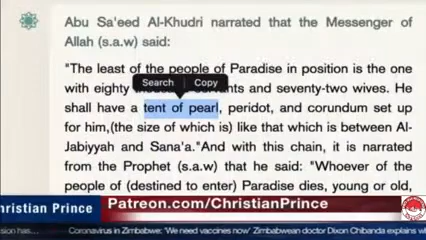 Abu Sa'eed Al-Khudri narrated that the Messenger of
Allah (s.a.w) said:
"The least of the people of Paradise in position is the one
Search Copy
with eighty and seventy-two wives. He
shall have a tent of pearl, peridot, and corundum set up
for him,(the size of which is) like that which is between Al-
Jabiyyah and Sana'a."And with this chain, it is narrated
from the Prophet (s.a.w) that he said: "Whoever of the
people of (destined to enter) Paradise dies, young or old,
hristian Prince
Patreon.com/ChristianPrince
ssion has...
Coronavirus in Zimbabwe: 'We need vaccines now' Zimbabwean doctor Dixon Chibanda explains wh